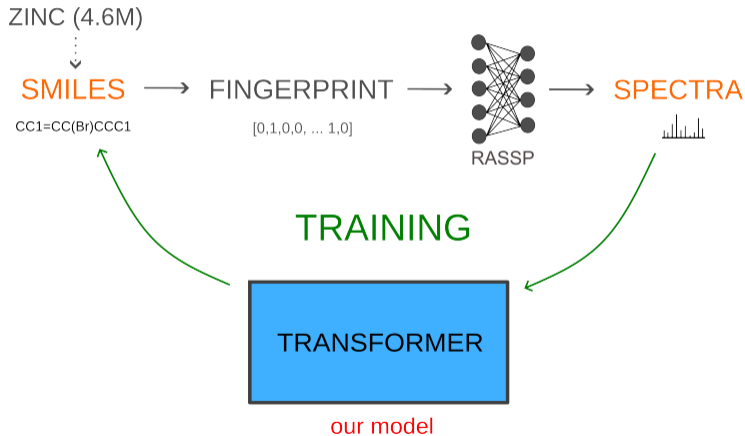 ZINC (4.6M)
SMILES
FINGERPRINT
SPECTRA
CC1=CC(Br)CCC1
[0,1,0,0, ... 1,0]
RASSP
TRAINING
TRANSFORMER
our model